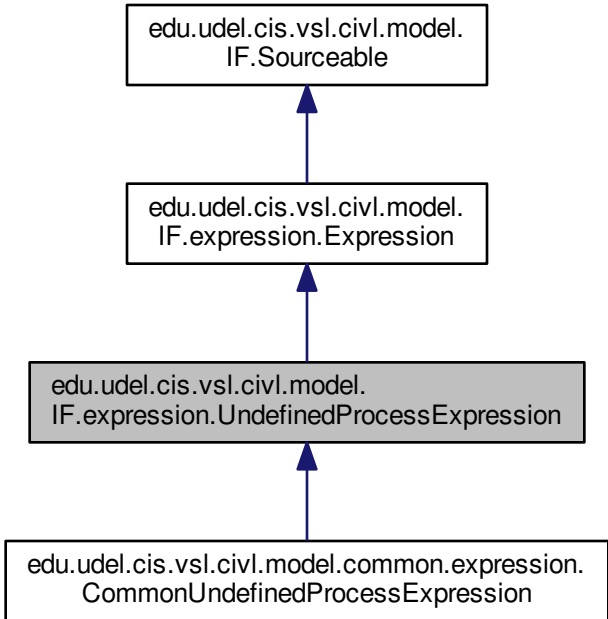 edu.udel.cis.vsl.civl.model.
IF.Sourceable
edu.udel.cis.vsl.civl.model.
IF.expression.Expression
edu.udel.cis.vsl.civl.model.
IF.expression.UndefinedProcessExpression
edu.udel.cis.vsl.civl.model.common.expression.
CommonUndefinedProcessExpression